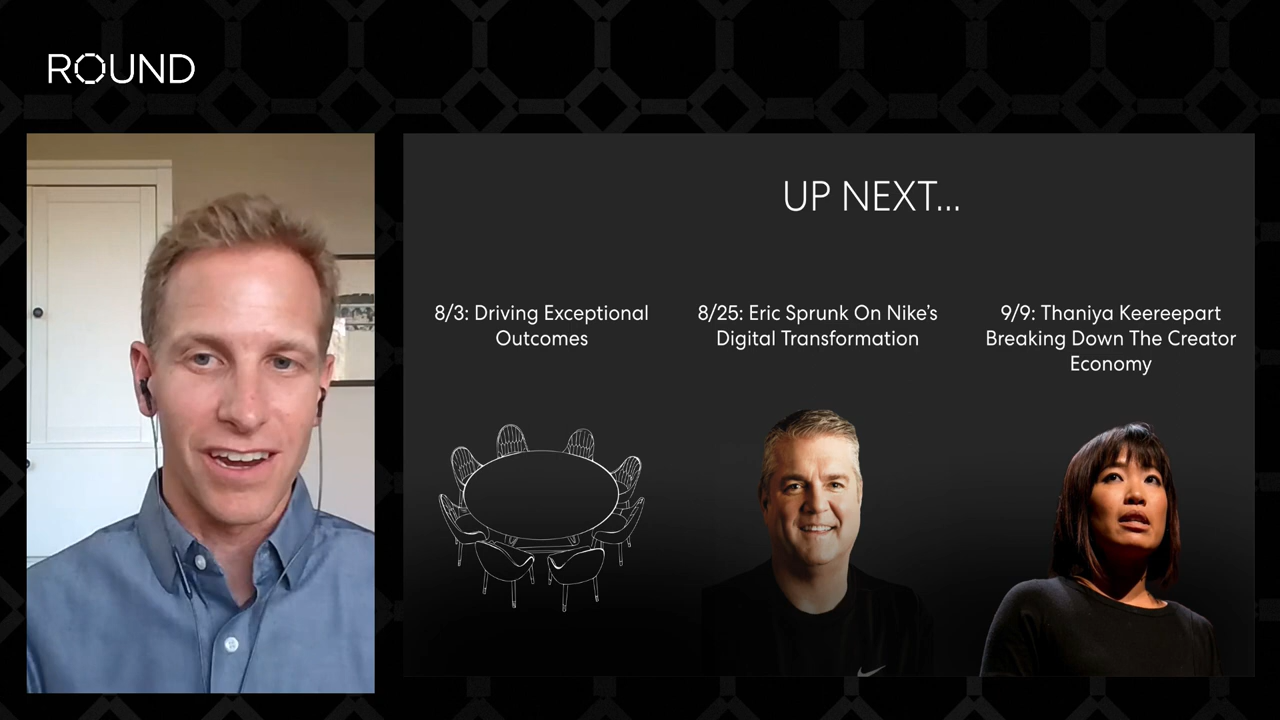 ROUND
UP NEXT...
8/3: Driving Exceptional
Outcomes
8/25: Eric Sprunk On Nike’s
Digital Transformation
9/9: Thaniya Keereepart
Breaking Down The Creator
Economy